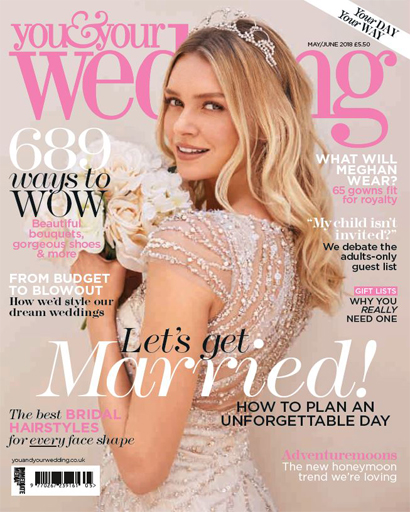 Your DAY
Your WAY
you&your
wedding
MAY/JUNE 2018 £5.50
689
ways to
WOW
Beautiful
bouquets,
gorgeous shoes
& more
FROM BUDGET
TO BLOWOUT
How we'd style our
dream weddings
WHAT WILL
MEGHAN
WEAR?
65 gowns fit
for royalty
"My child isn't
invited?"
We debate the
adults-only
guest list
GIFT LISTS
WHY YOU
REALLY
NEED ONE
Let's get
Married!
HOW TO PLAN AN
UNFORGETTABLE DAY
The best BRIDAL
HAIRSTYLES
for every face shape
Adventuremoons
The new honeymoon
trend we're loving
youandyourwedding.co.uk
9 770267 239161 05